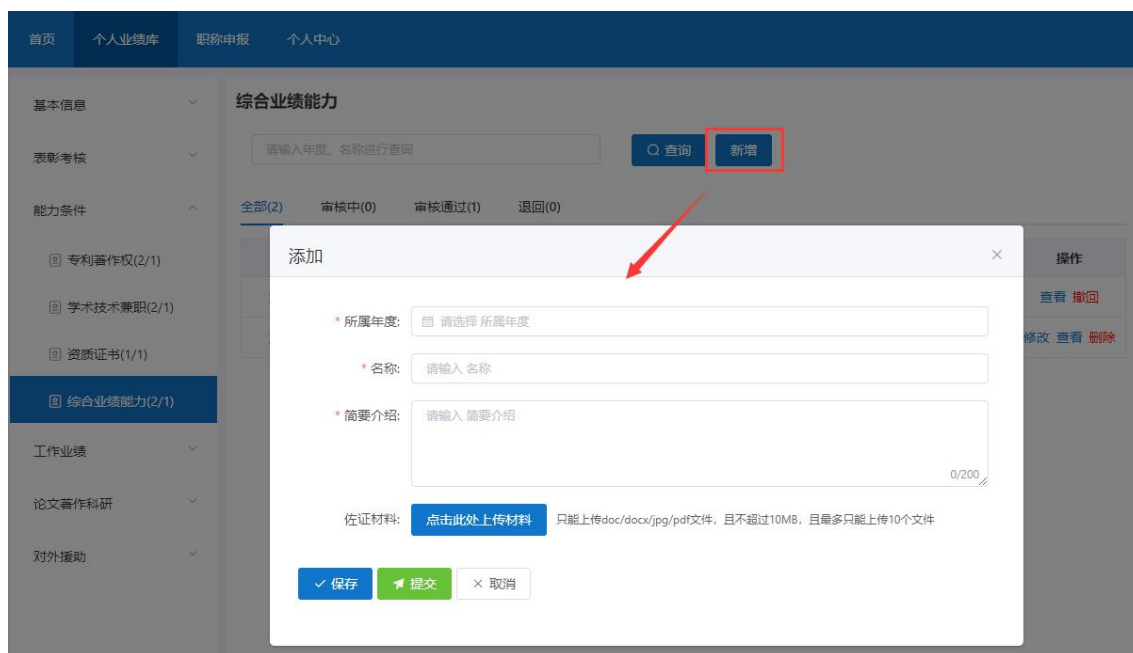 首页 个人业绩库 职称申报 个人中心
基本信息
表彰考核
能力条件
专利著作权(2/1)
学术技术兼职(2/1)
资质证书(1/1)
综合业绩能力(2/1)
工作业绩
论文著作科研
对外援助
综合业绩能力
请输入年度、名称进行查询 查询 新增
全部(2) 审核中(0) 审核通过(1) 退回(0)
操作
查看 撤回
修改 查看 删除
添加
* 所属年度: 请选择 所属年度
* 名称: 请输入 名称
* 简要介绍: 请输入 简要介绍
0/200
佐证材料: 点击此处上传材料 只能上传doc/docx/jpg/pdf文件，且不超过10MB，且最多只能上传10个文件
保存 提交 取消